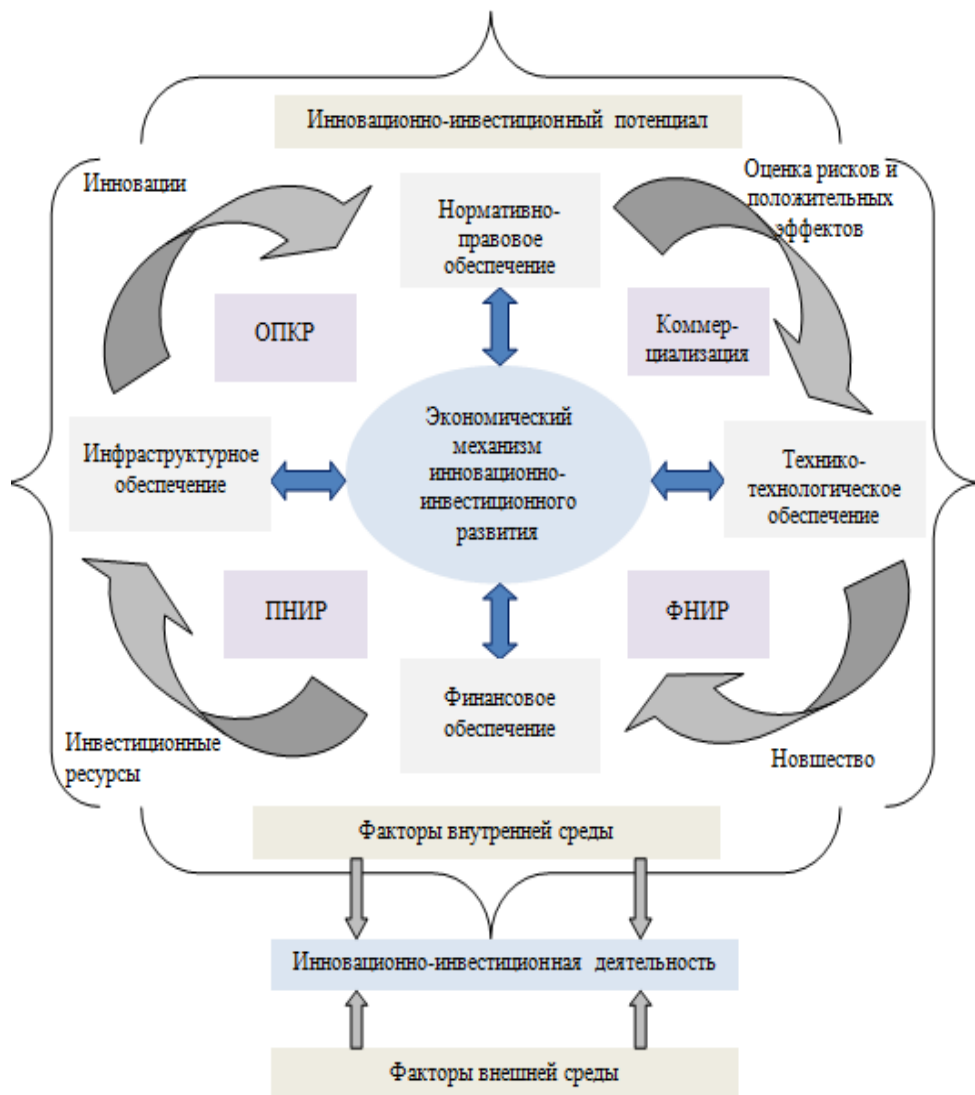 Инновационно-инвестиционный потенциал
Инновации
Оценка рисков и
положительных
эффектов
Нормативно-
правовое
обеспечение
ОПКР
Коммер-
циализация
Экономический
механизм
инновационно-
инвестиционного
развития
Инфраструктурное
обеспечение
Технико-
технологическое
обеспечение
ПНИР
ФНИР
Финансовое
обеспечение
Инвестиционные
ресурсы
Новшество
Факторы внутренней среды
Инновационно-инвестиционная деятельность
Факторы внешней среды